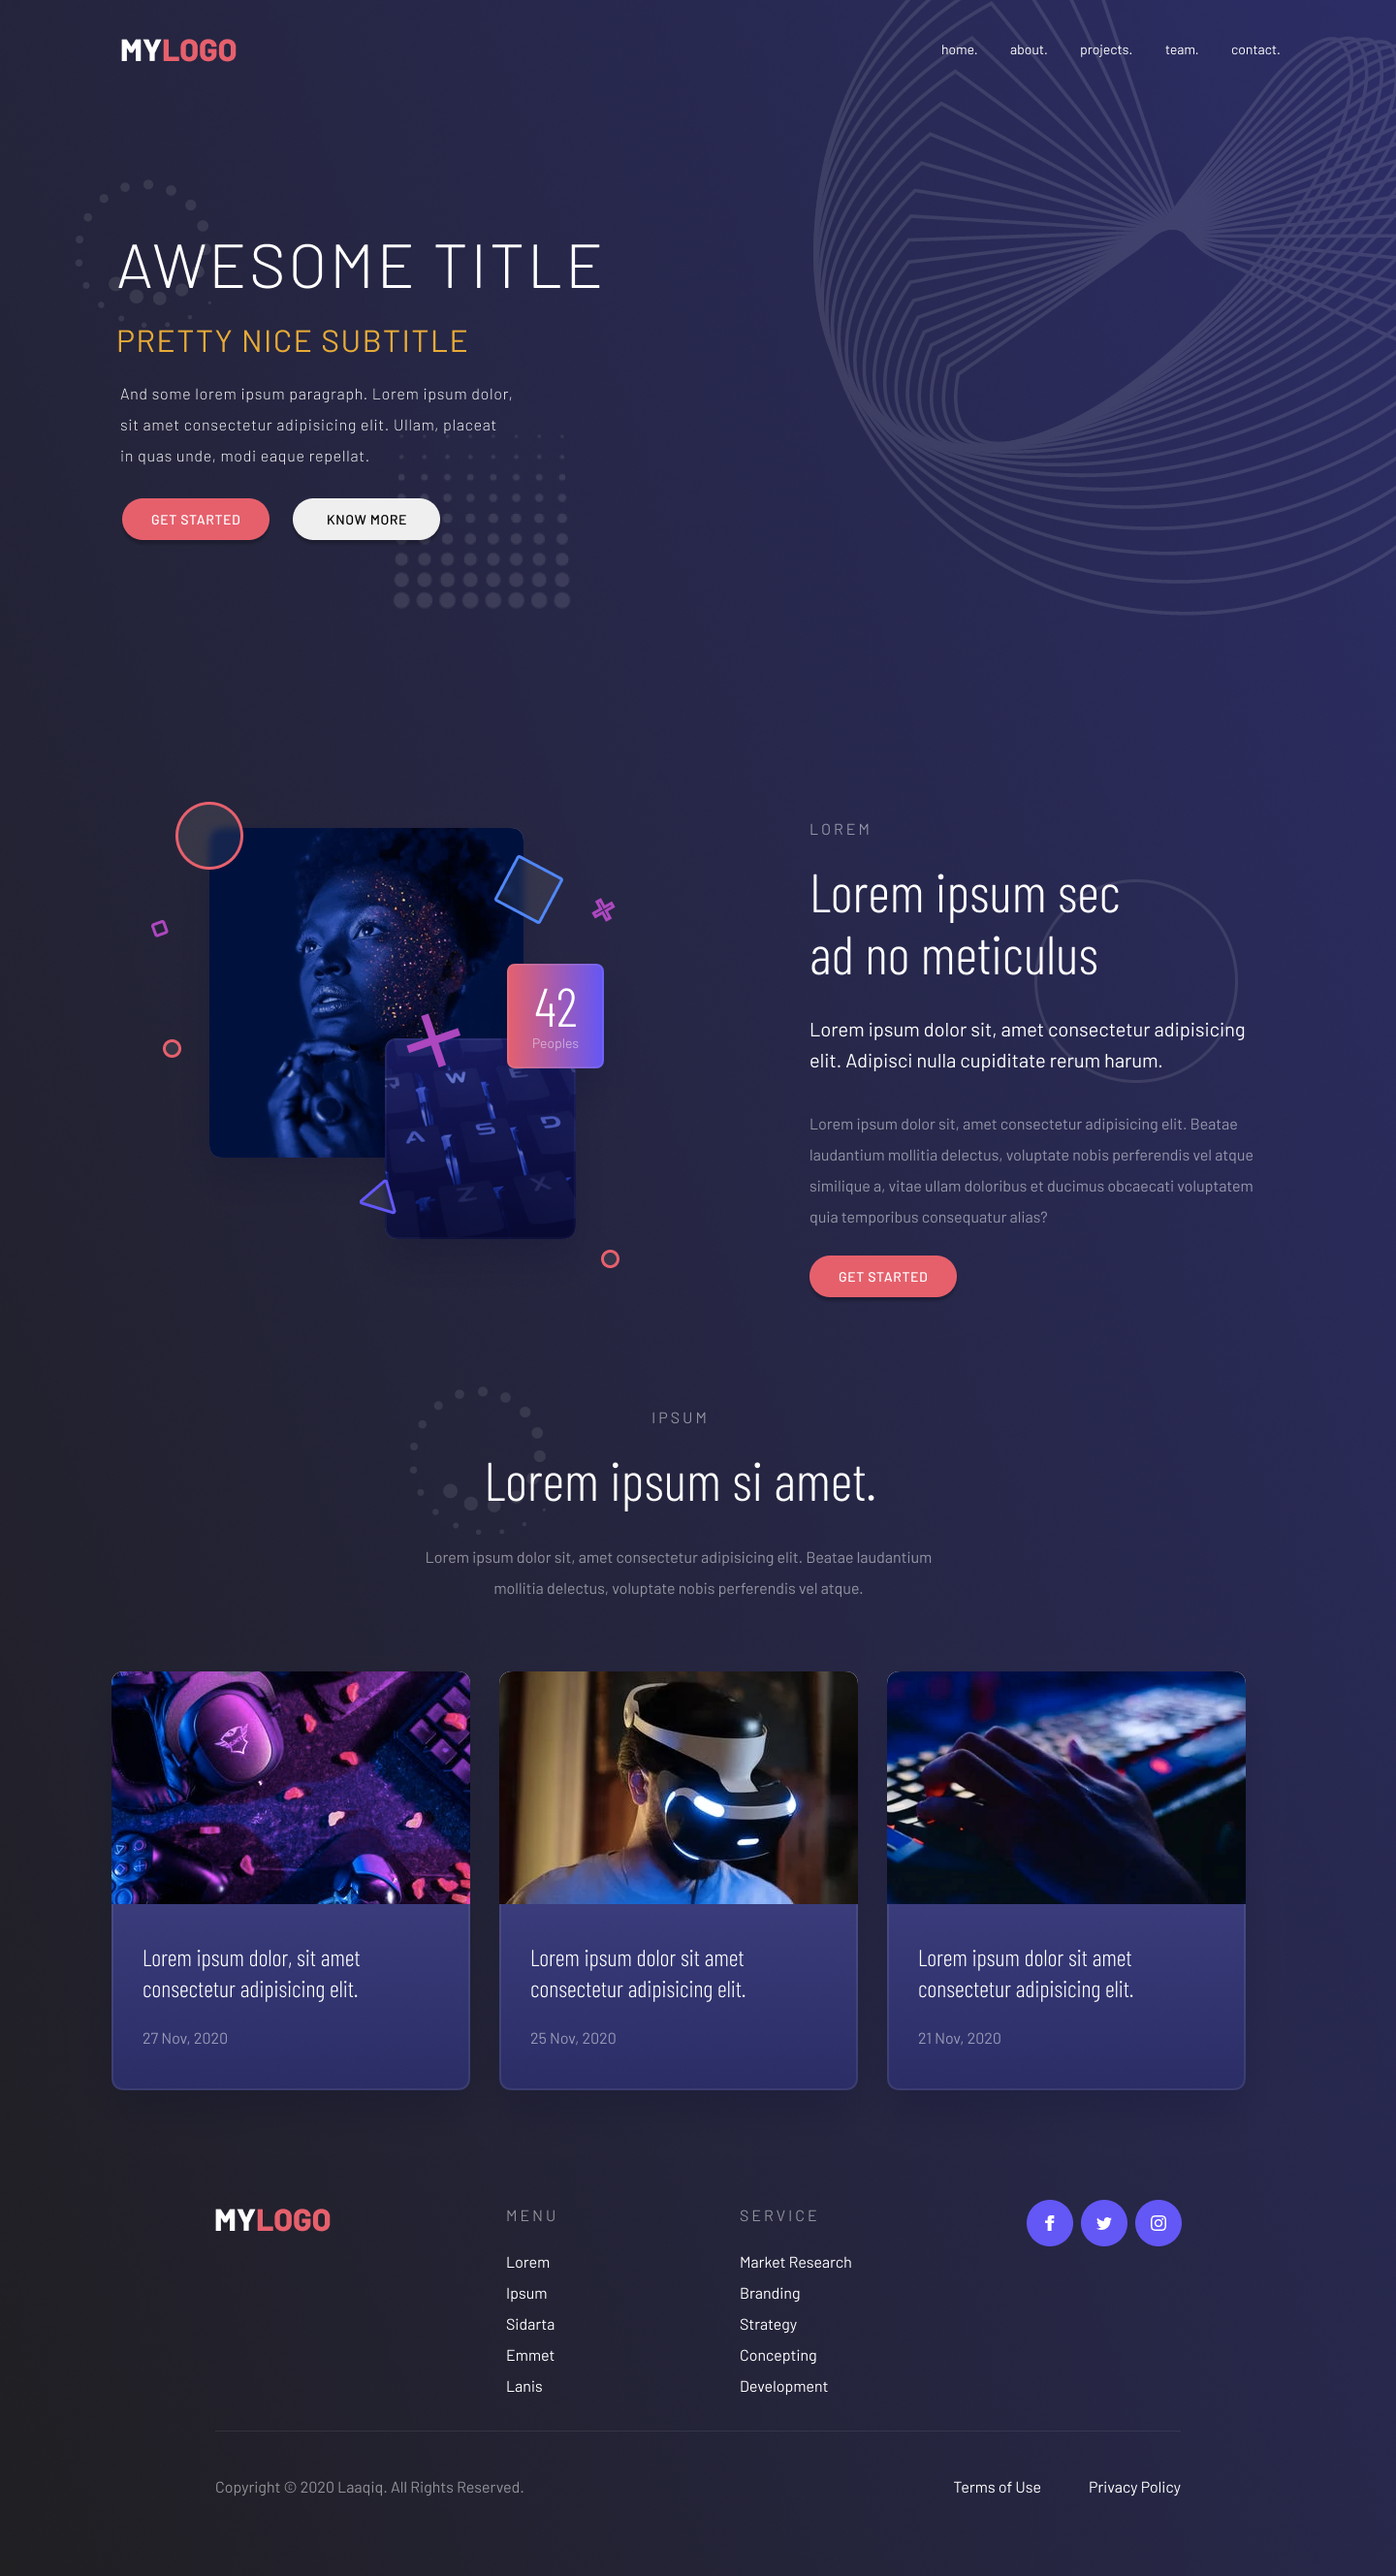 MYLOGO
home. about. projects. team. contact.
AWESOME TITLE
PRETTY NICE SUBTITLE
And some lorem ipsum paragraph. Lorem ipsum dolor,
sit amet consectetur adipisicing elit. Ullam, placeat
in quas unde, modi eaque repellat.
GET STARTED
KNOW MORE
42
Peoples
W E
A S D
Z X
LOREM
Lorem ipsum sec
ad no meticulus
Lorem ipsum dolor sit, amet consectetur adipisicing
elit. Adipisci nulla cupiditate rerum harum.
Lorem ipsum dolor sit, amet consectetur adipisicing elit. Beatae
laudantium mollitia delectus, voluptate nobis perferendis vel atque
similique a, vitae ullam doloribus et ducimus obcaecati voluptatem
quia temporibus consequatur alias?
GET STARTED
IPSUM
Lorem ipsum si amet.
Lorem ipsum dolor sit, amet consectetur adipisicing elit. Beatae laudantium
mollitia delectus, voluptate nobis perferendis vel atque.
Lorem ipsum dolor, sit amet
consectetur adipisicing elit.
27 Nov, 2020
Lorem ipsum dolor sit amet
consectetur adipisicing elit.
25 Nov, 2020
Lorem ipsum dolor sit amet
consectetur adipisicing elit.
21 Nov, 2020
MYLOGO
MENU
Lorem
Ipsum
Sidarta
Emmet
Lanis
SERVICE
Market Research
Branding
Strategy
Concepting
Development
Copyright © 2020 Laaqiq. All Rights Reserved.
Terms of Use
Privacy Policy